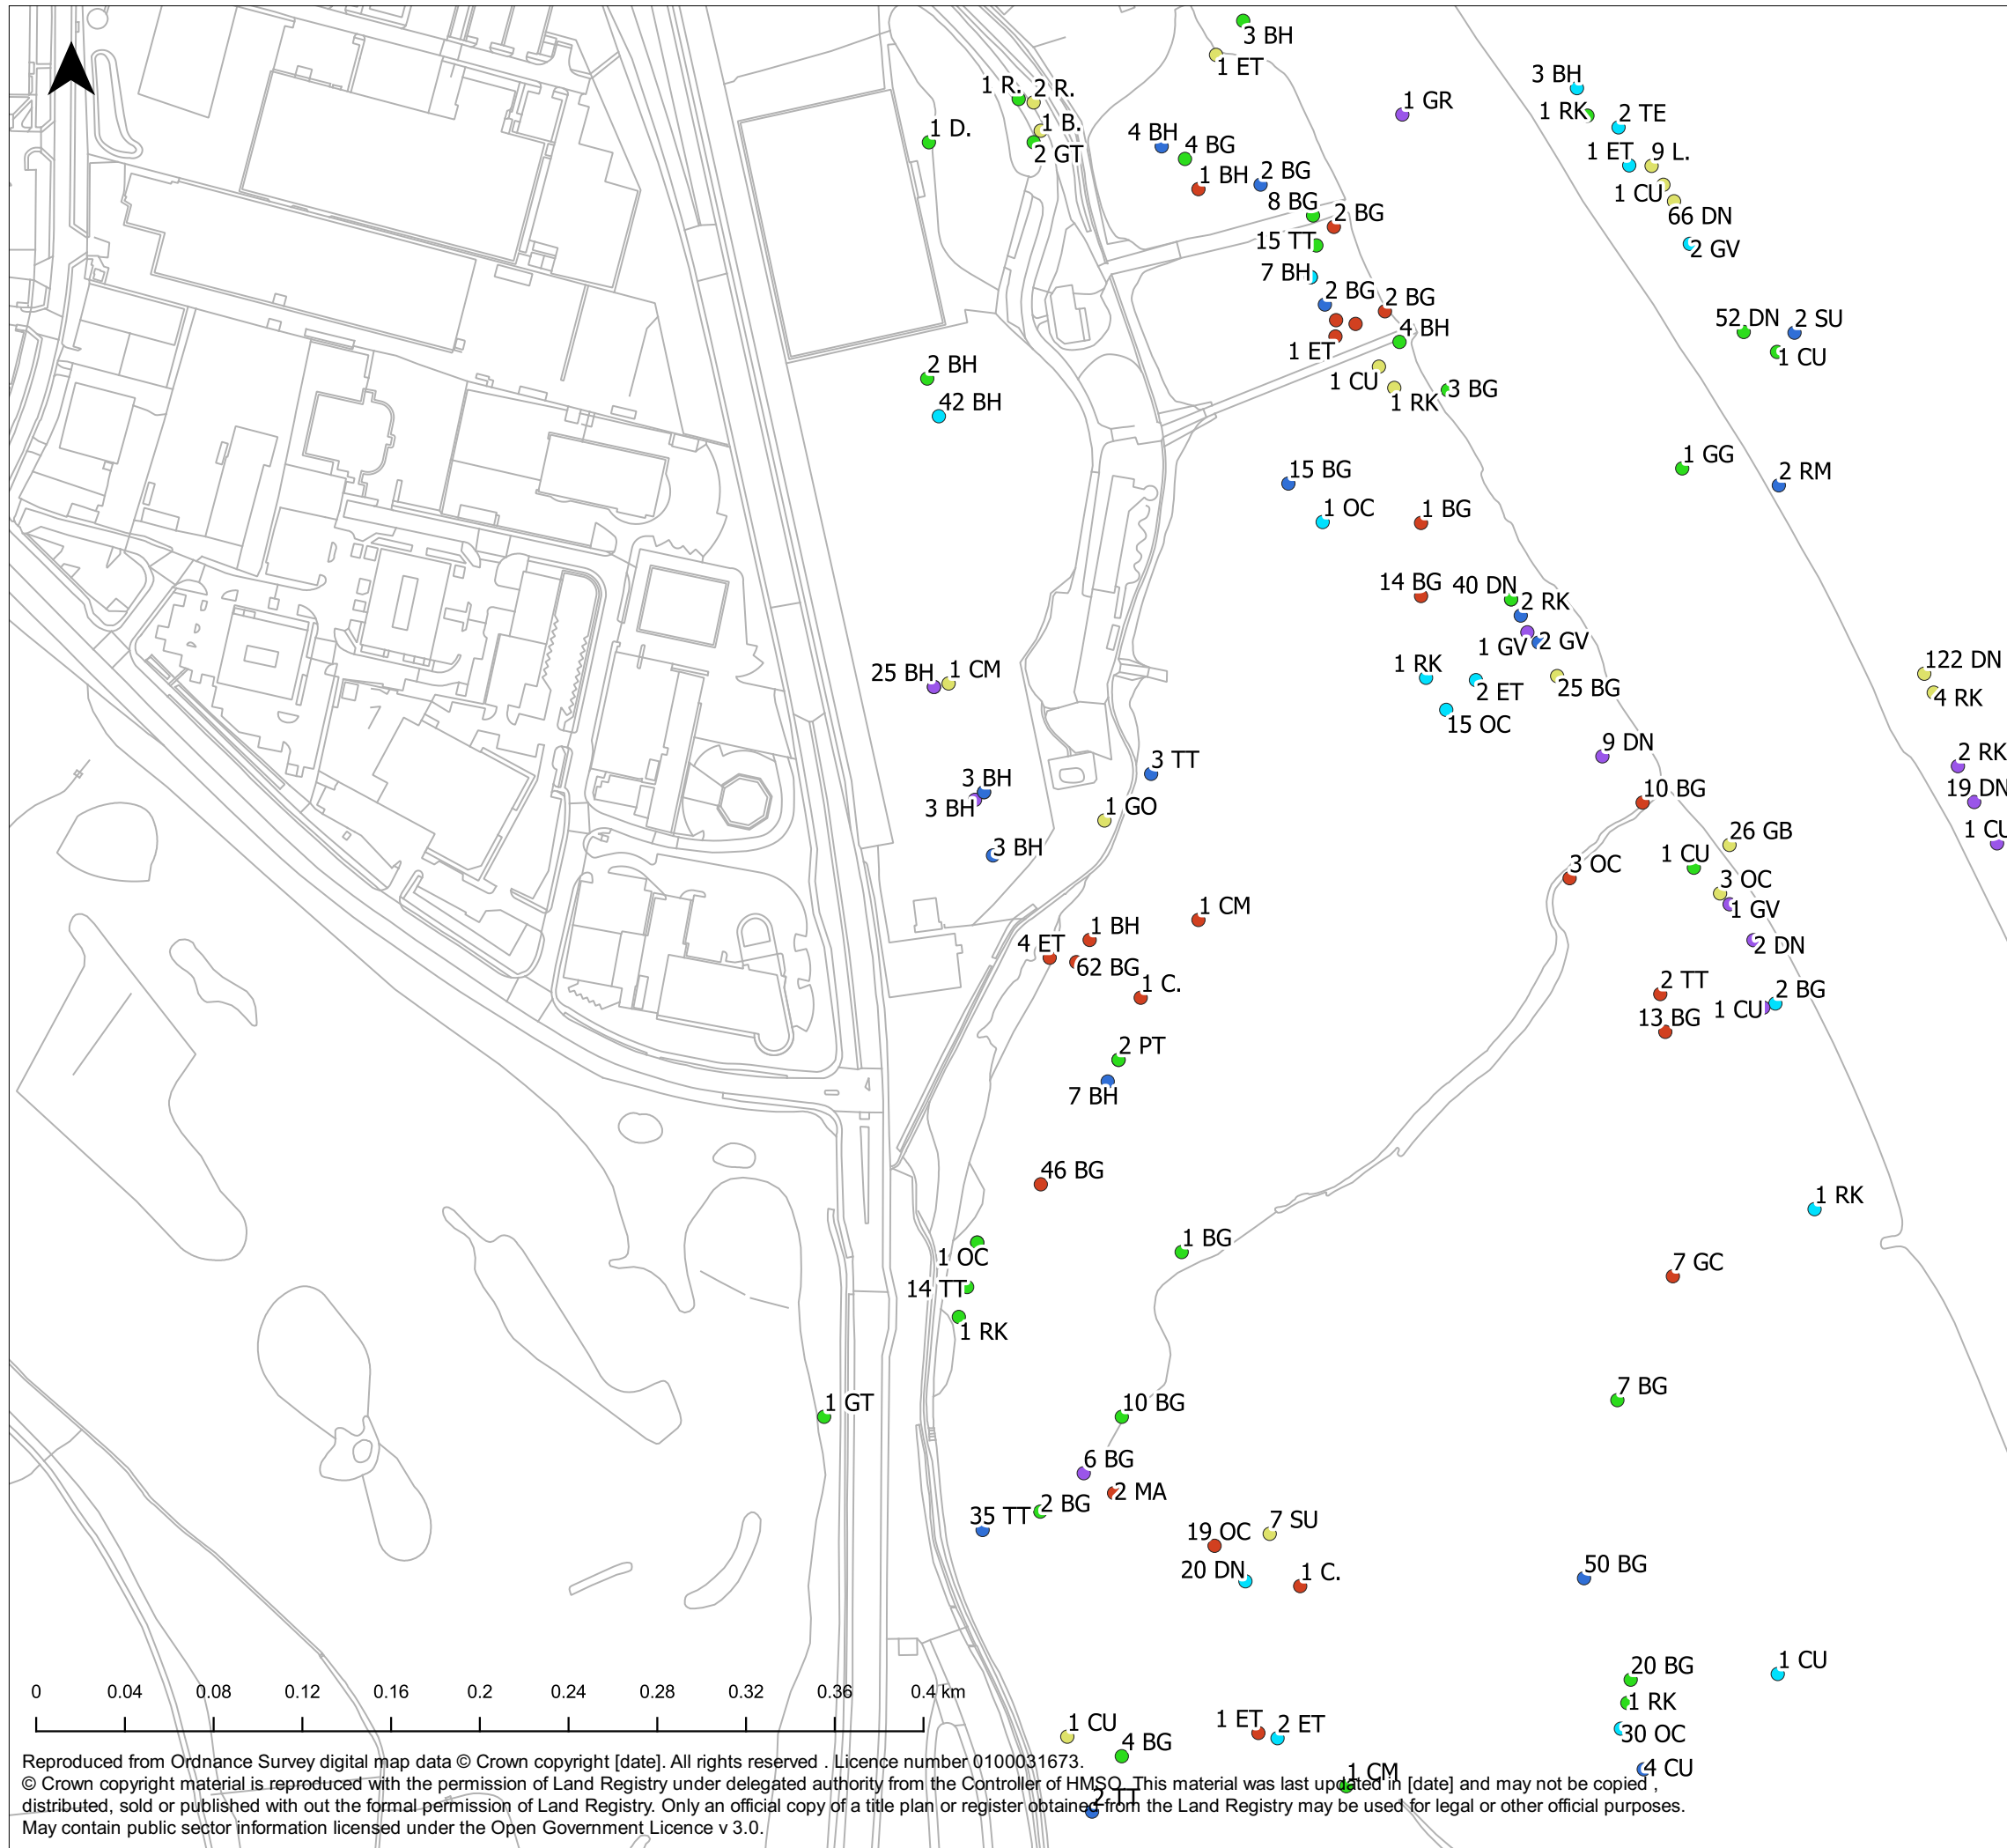 3 BH
1 ET
3 BH
1 R.
2 R.
1 GR
1 RK
2 TE
1 D.
1 B.
2 GT
4 BH
4 BG
1 ET
9 L.
1 BH
2 BG
1 CU
8 BG
2 BG
66 DN
15 TT
2 GV
7 BH
2 BG
2 BG
52 DN
2 SU
4 BH
1 ET
1 CU
2 BH
1 CU
3 BG
42 BH
1 RK
1 GG
15 BG
2 RM
1 OC
1 BG
14 BG
40 DN
2 RK
1 GV
2 GV
25 BH
1 CM
1 RK
2 ET
25 BG
122 DN
4 RK
15 OC
9 DN
2 RK
3 TT
3 BH
3 BH
10 BG
19 DN
1 GO
26 GB
1 CU
3 BH
1 CU
3 OC
3 OC
1 CM
1 GV
1 BH
4 ET
2 DN
62 BG
1 C.
2 TT
2 BG
1 CU
13 BG
2 PT
7 BH
46 BG
1 RK
1 BG
1 OC
7 GC
14 TT
1 RK
7 BG
1 GT
10 BG
6 BG
2 MA
2 BG
35 TT
19 OC
7 SU
20 DN
1 C.
50 BG
20 BG
1 CU
0 0.04 0.08 0.12 0.16 0.2 0.24 0.28 0.32 0.36 0.4 km
1 RK
1 CU
1 ET
2 ET
30 OC
4 BG
4 CU
1 CM
2 TT
Reproduced from Ordnance Survey digital map data © Crown copyright [date]. All rights reserved . Licence number 0100031673.
© Crown copyright material is reproduced with the permission of Land Registry under delegated authority from the Controller of HMSO. This material was last updated in [date] and may not be copied ,
distributed, sold or published with out the formal permission of Land Registry. Only an official copy of a title plan or register obtained from the Land Registry may be used for legal or other official purposes.
May contain public sector information licensed under the Open Government Licence v 3.0.